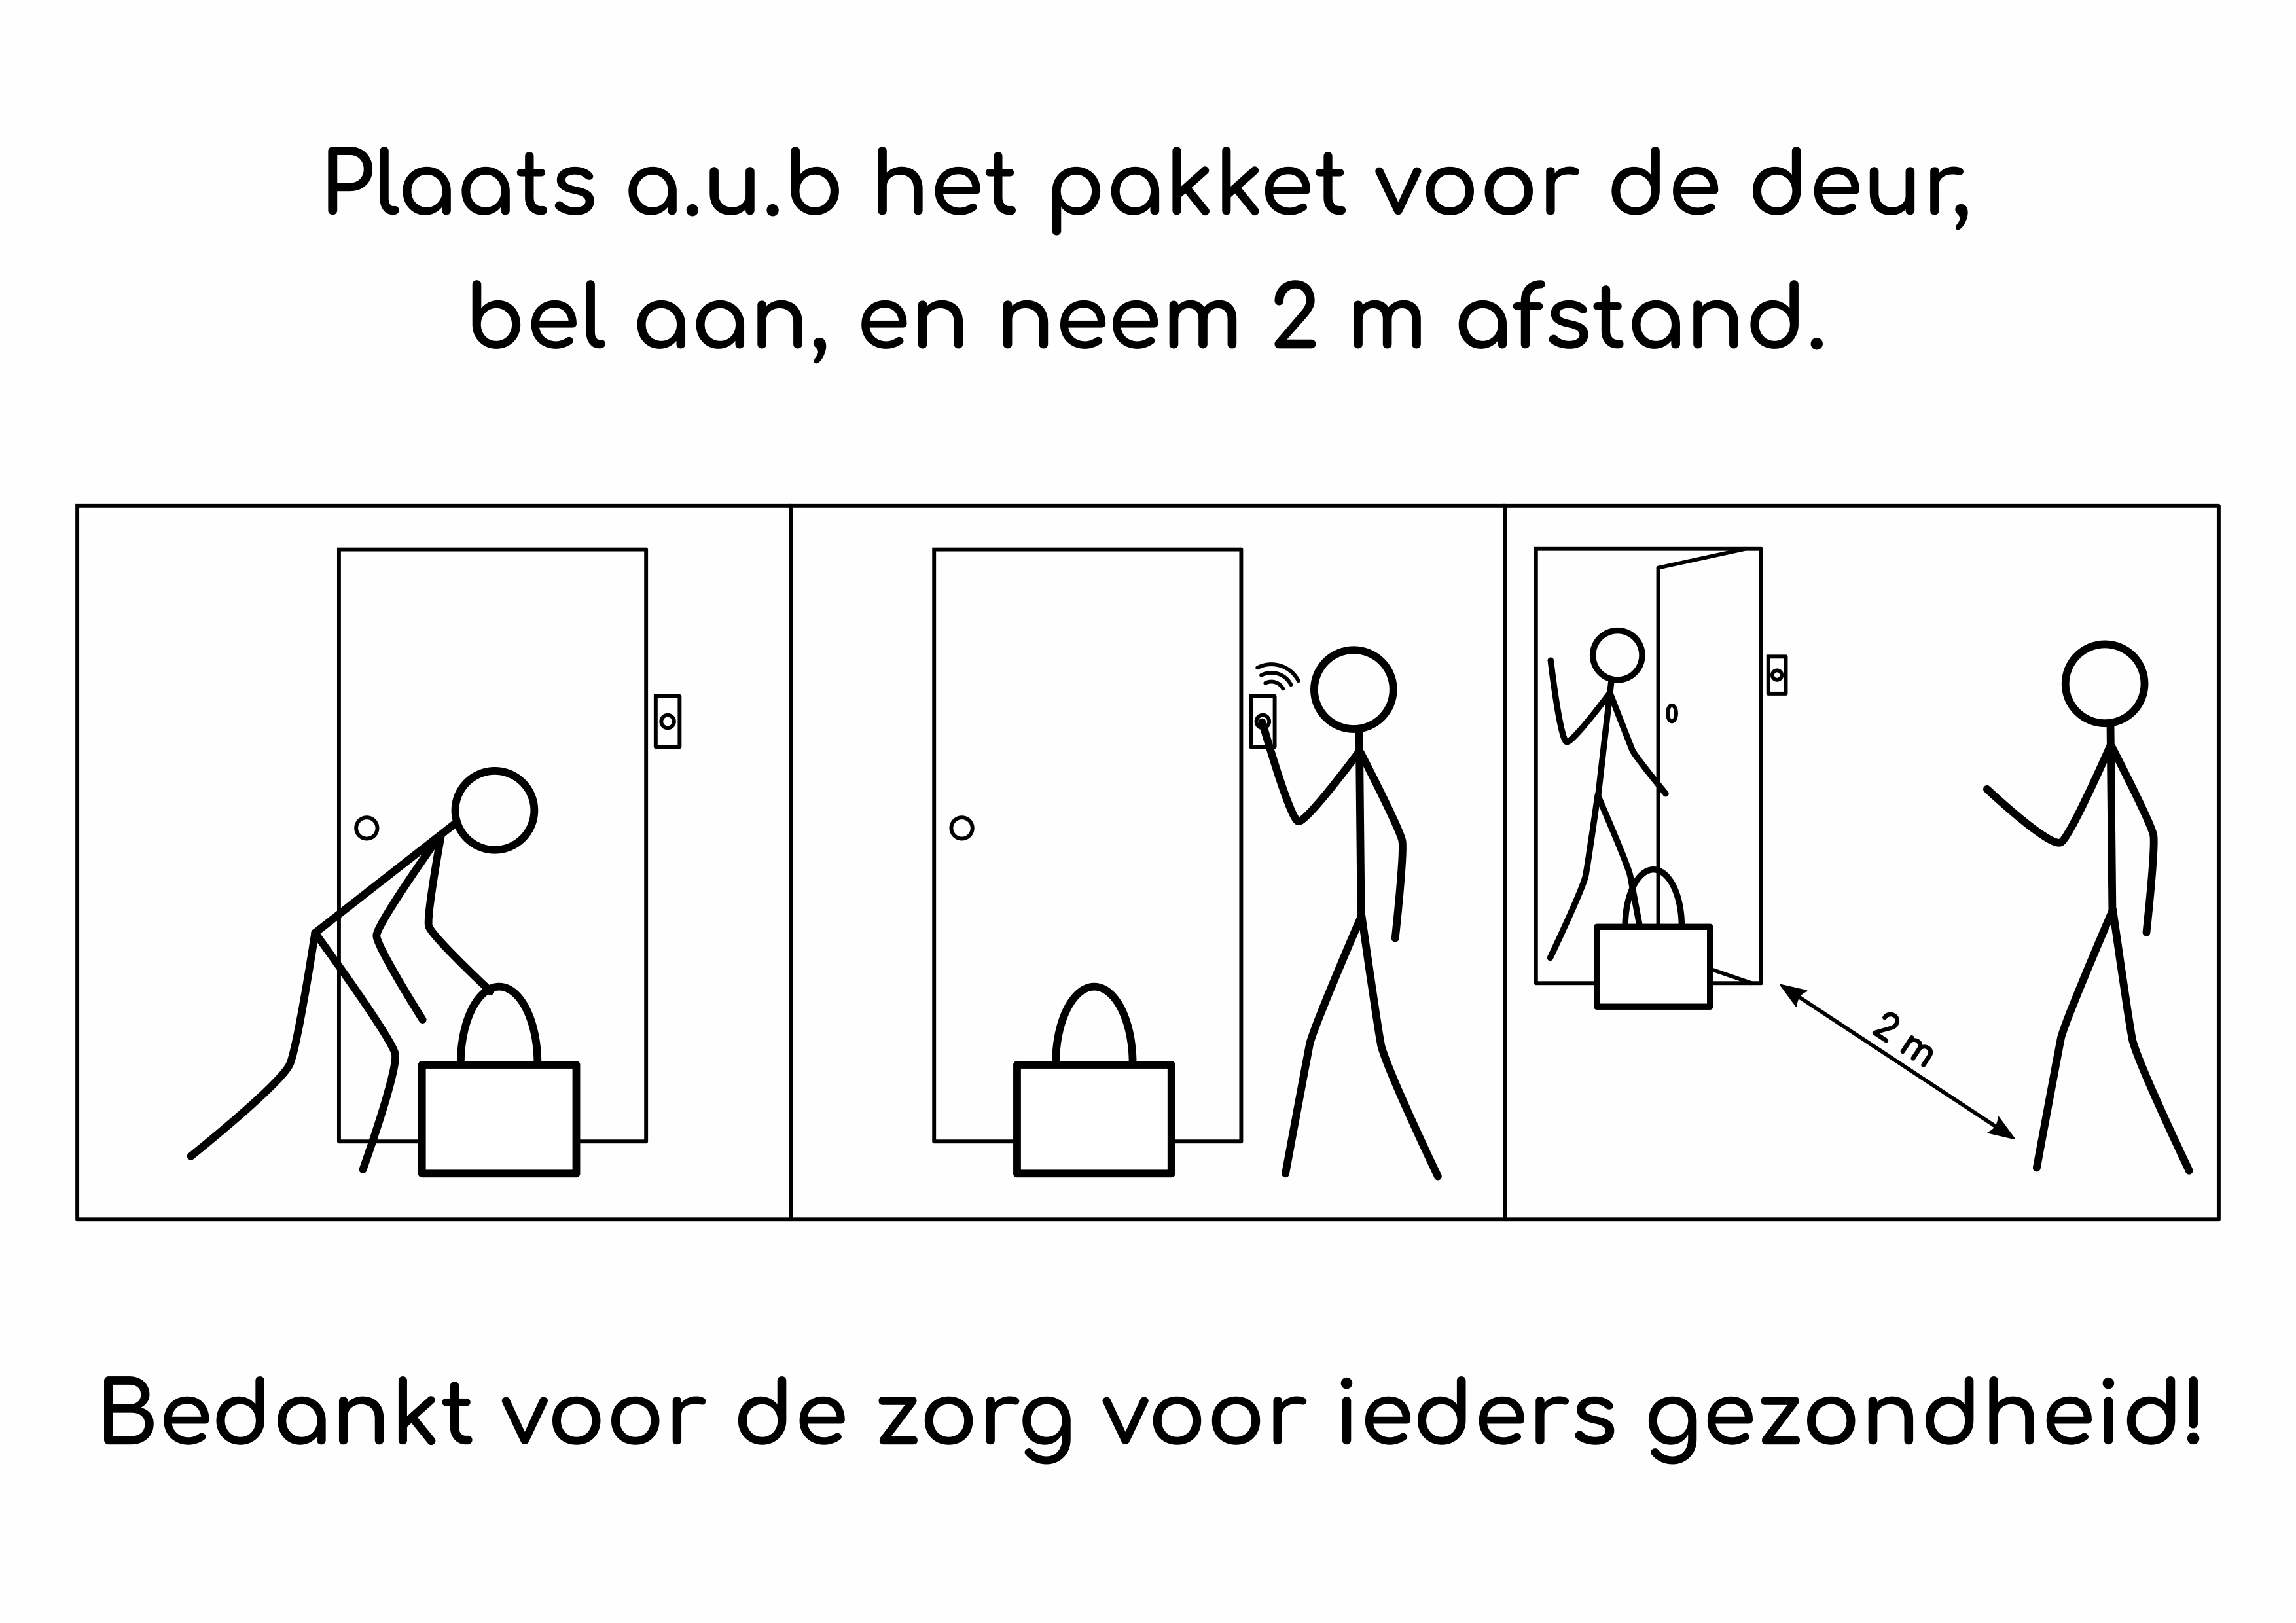 Plaats a.u.b het pakket voor de deur,
bel aan, en neem 2 m afstand.
2 m
Bedankt voor de zorg voor ieders gezondheid!